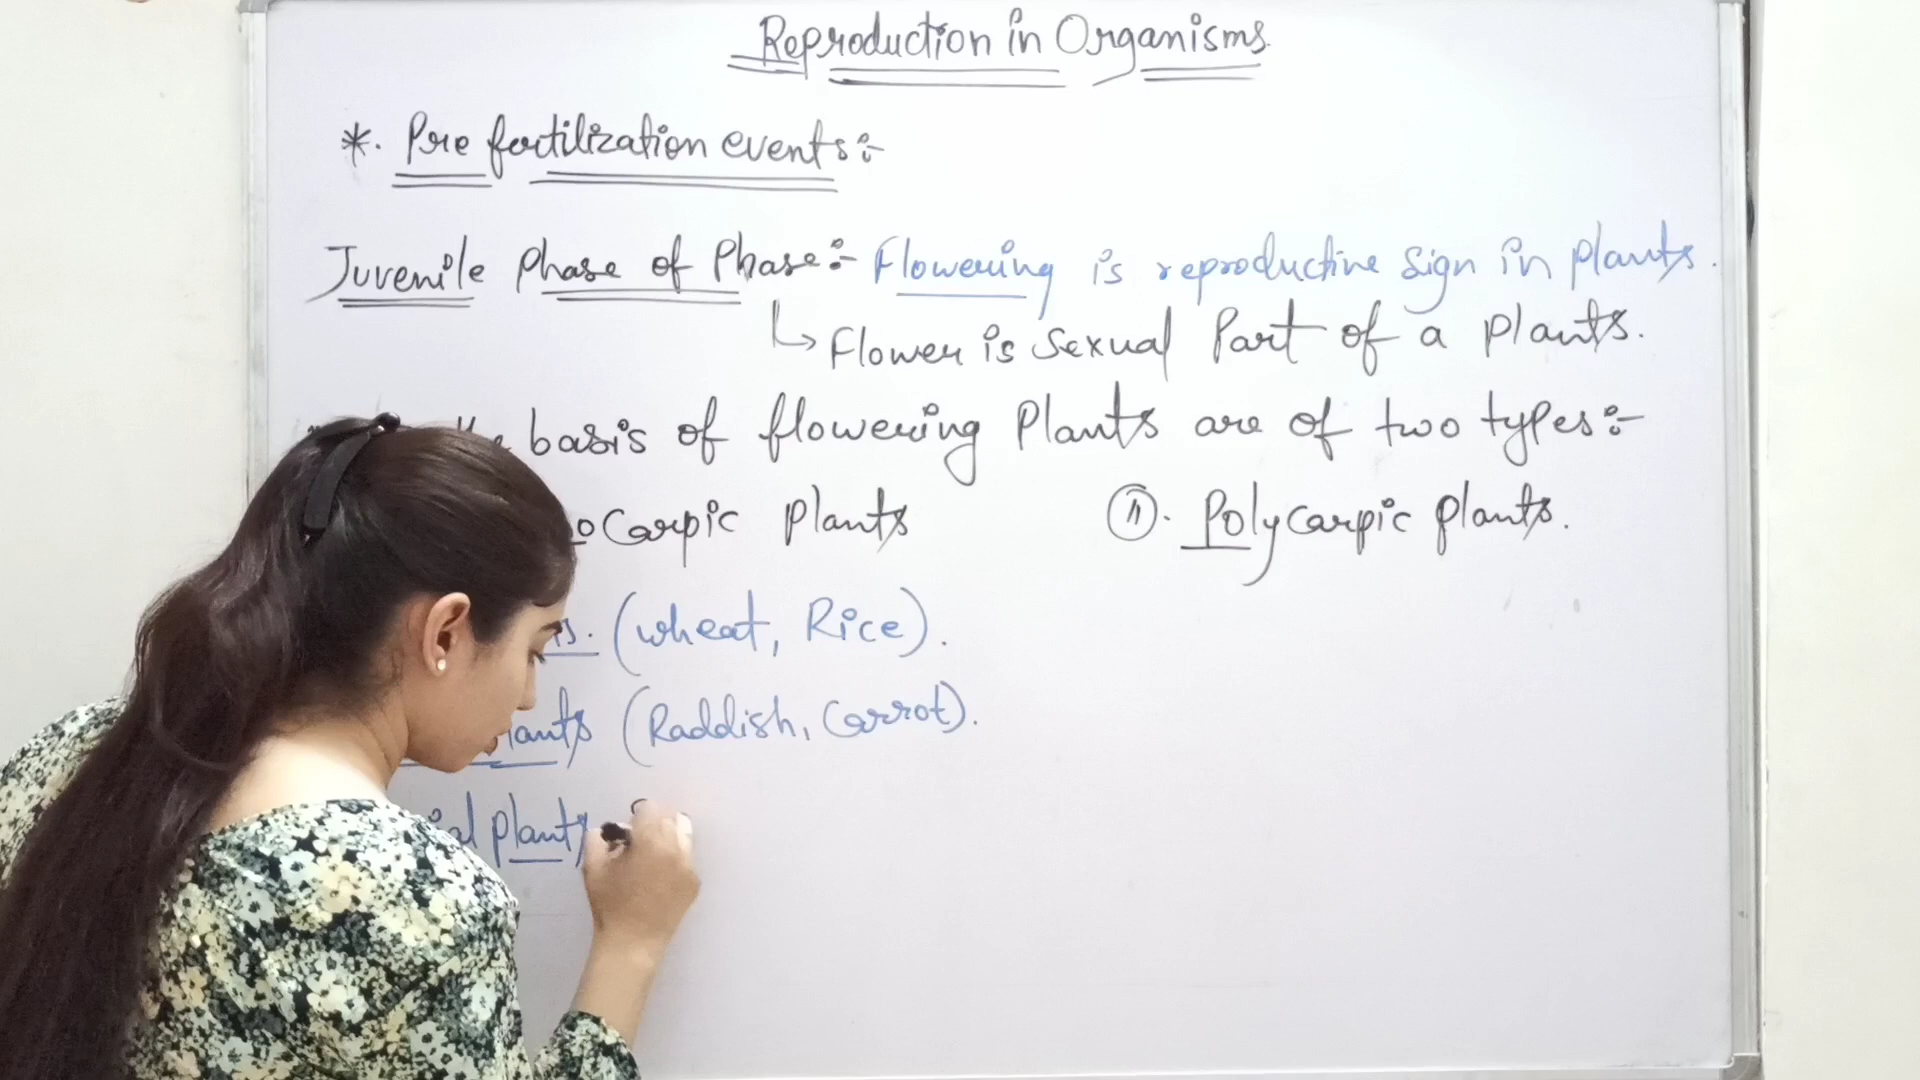 Reproduction in Organisms.
*. Pre fertilization events:-
Juvenile Phase of Phase:- Flowering is reproductive sign in plants.
↳ Flower is sexual Part of a plants.
basis of flowering Plants are of two types:-
oCarpic plants (ii). Polycarpic plants.
(wheat, Rice).
(Raddish, Carrot).
plants